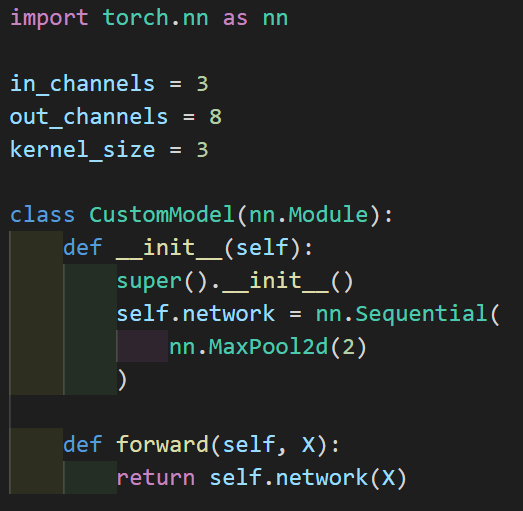 import torch.nn as nn
in_channels = 3
out_channels = 8
kernel_size = 3
class CustomModel(nn.Module):
    def __init__(self):
        super().__init__()
        self.network = nn.Sequential(
            nn.MaxPool2d(2)
        )
    def forward(self, X):
        return self.network(X)